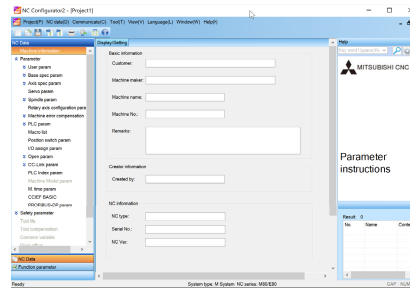 NC Configurator2 - [Project1]
Project(P) NC data(O) Communicate(C) Tool(T) View(V) Language(L) Window(W) Help(H)
NC Data
Machine information
Parameter
User param
Base spec param
Axis spec param
Servo param
Spindle param
Rotary axis configuration para
Machine error compensation
PLC param
Macro list
Position switch param
I/O assign param
Open param
CC-Link param
PLC Index param
Machine Model param
M. time param
CCIEF BASIC
PROFIBUS-DP param
Safety parameter
Tool life
Tool compensation
Common variable
NC Data
Function parameter
Display/Setting
Basic information
Customer:
Machine maker:
Machine name:
Machine No.:
Remarks:
Creator information
Created by:
NC information
NC type:
Serial No.:
NC Ver.:
Help
MITSUBISHI CNC
Parameter
instructions
Result 0
No. Name Conte
Ready
System type: M System NC series: M80/E80
CAP NUM